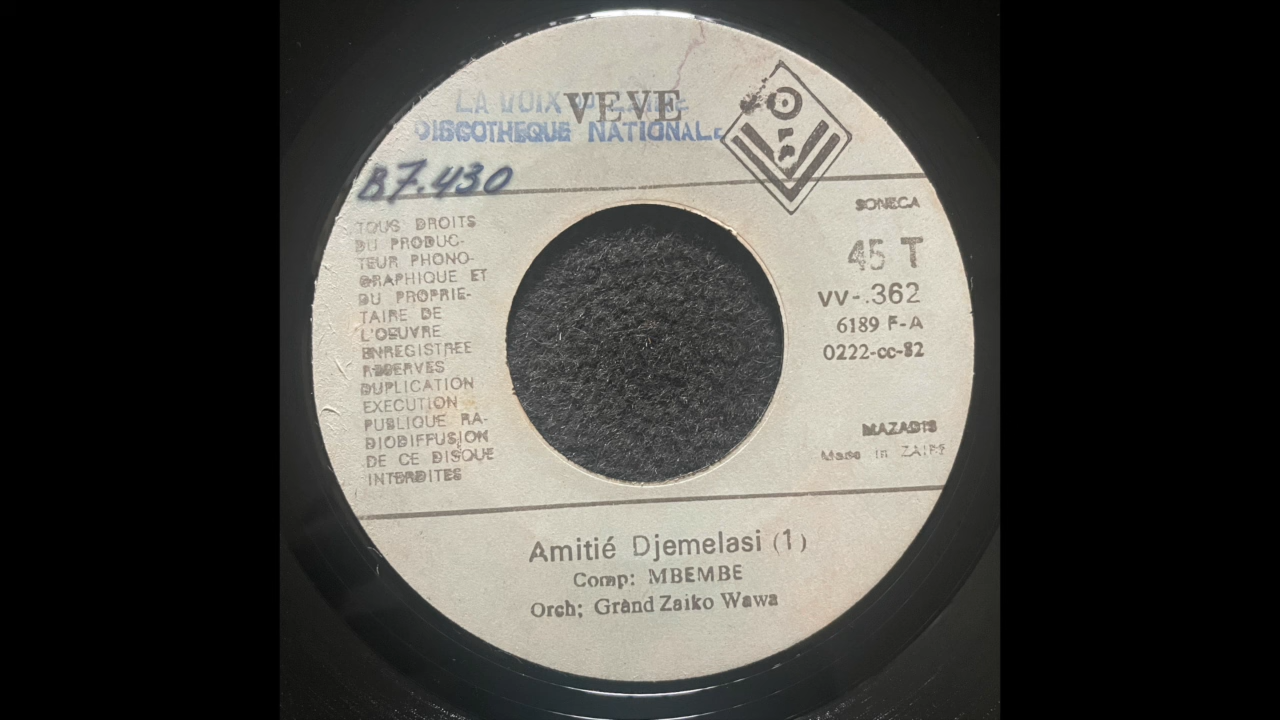 VEVE
LA VOIX DU ZAIRE
DISCOTHEQUE NATIONALE
B7.430
TOUS DROITS
DU PRODUC-
TEUR PHONO-
GRAPHIQUE ET
DU PROPRIE-
TAIRE DE
L'OEUVRE
ENREGISTREE
RESERVES
DUPLICATION
EXECUTION
PUBLIQUE RA-
DIODIFFUSION
DE CE DISQUE
INTERDITES
SONECA
45 T
VV-.362
6189 F-A
0222-cc-82
MAZADIS
Made in ZAIRE
Amitié Djemelasi (1)
Comp: MBEMBE
Orch; Grand Zaiko Wawa